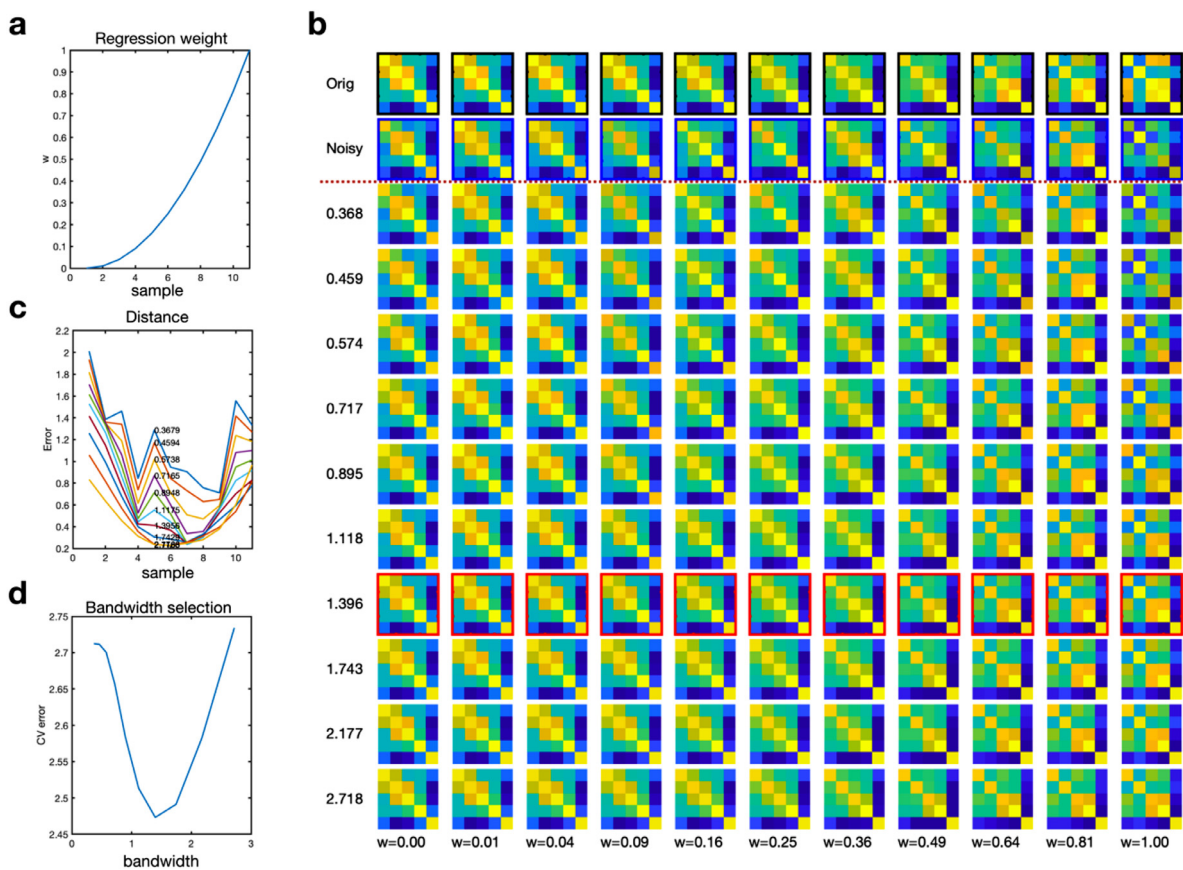 a
Regression weight
1
0.9
0.8
0.7
0.6
0.5
0.4
0.3
0.2
0.1
0
w
0 2 4 6 8 10
sample
b
Orig
Noisy
0.368
0.459
0.574
0.717
0.895
1.118
1.396
1.743
2.177
2.718
w=0.00 w=0.01 w=0.04 w=0.09 w=0.16 w=0.25 w=0.36 w=0.49 w=0.64 w=0.81 w=1.00
c
Distance
2.2
2
1.8
1.6
1.4
1.2
1
0.8
0.6
0.4
0.2
Error
0.3679
0.4594
0.5738
0.7165
0.8948
1.1175
1.3956
0 2 4 6 8 10
sample
d
Bandwidth selection
2.75
2.7
2.65
2.6
2.55
2.5
2.45
CV error
0 1 2 3
bandwidth